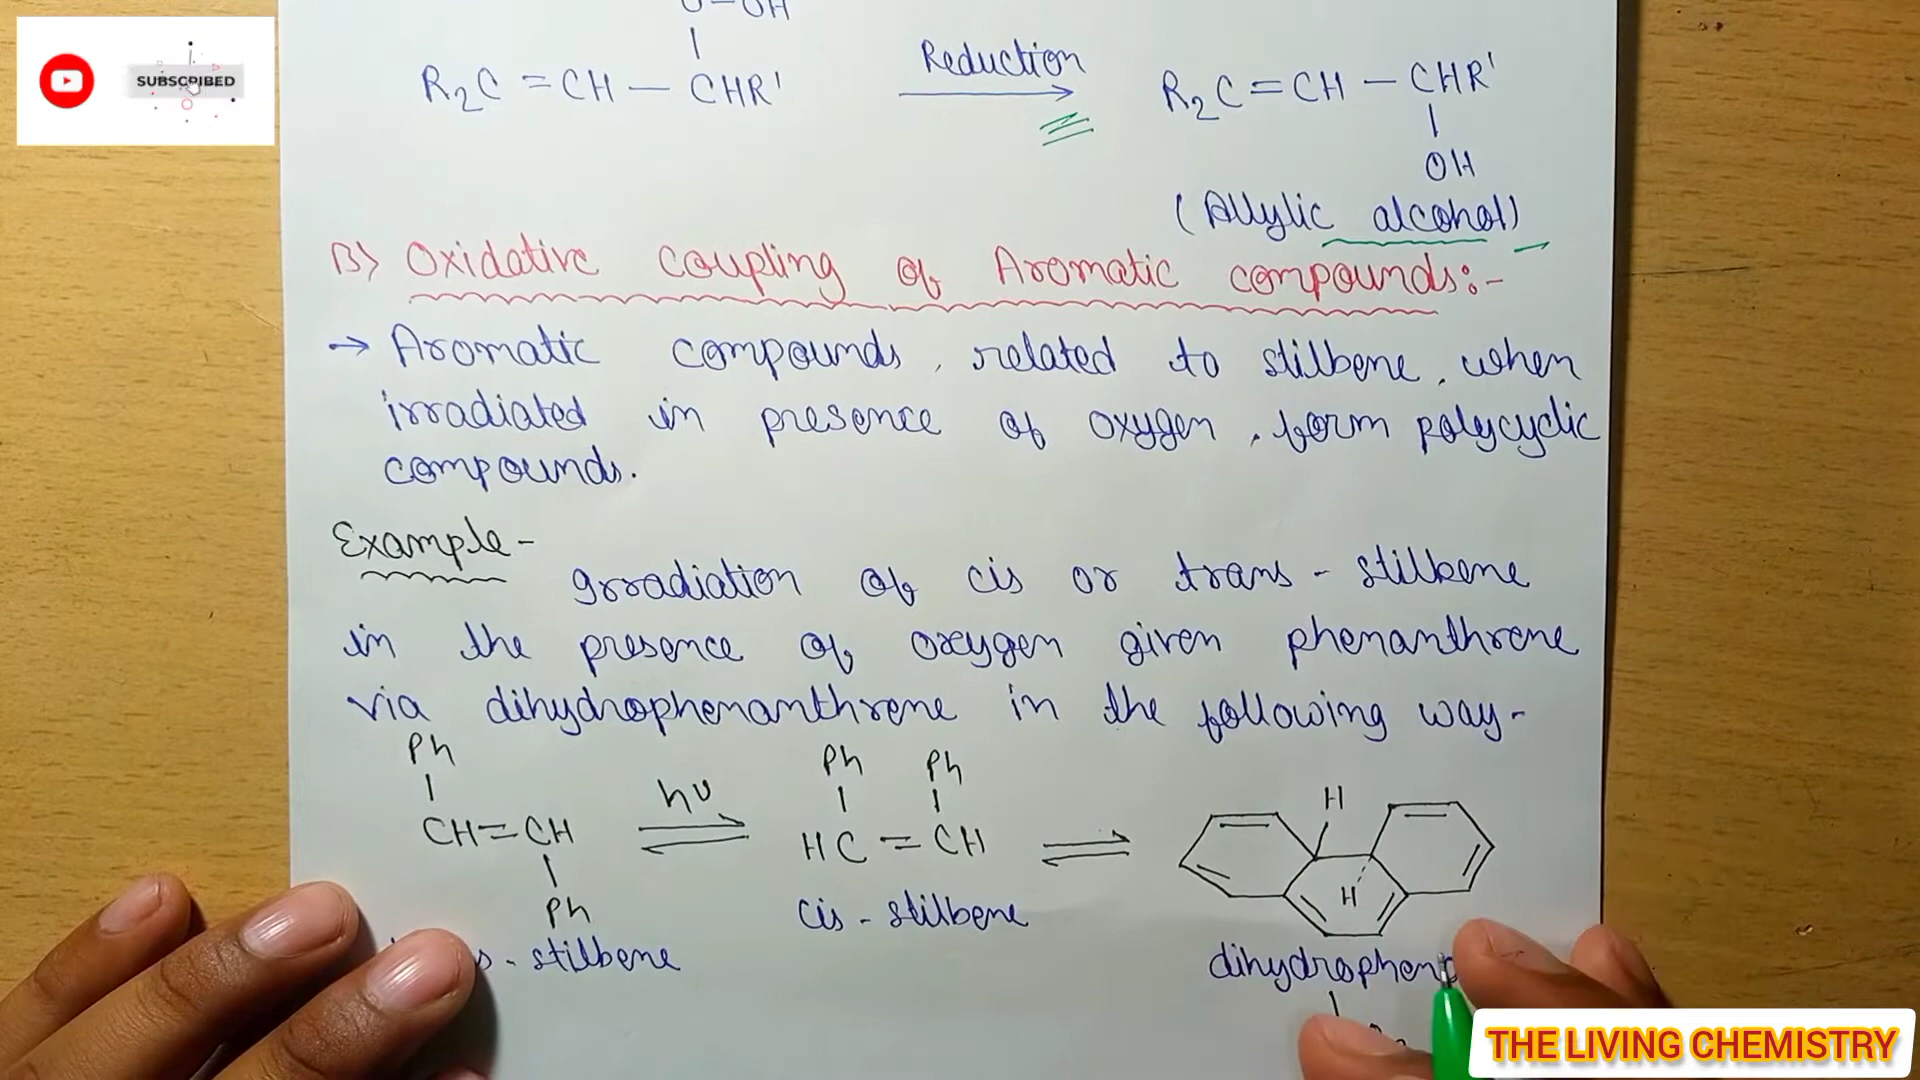 O-OH
SUBSCRIBED
R₂C=CH-CHR'
Reduction
R₂C=CH-CHR'
OH
(Allylic alcohol)
B) Oxidative coupling of Aromatic compounds:-
→ Aromatic compounds, related to stilbene, when
irradiated in presence of oxygen, form polycyclic
compounds.
Example-
Irradiation of cis or trans-stilbene
in the presence of oxygen given phenanthrene
via dihydrophenanthrene in the following way-
Ph
CH=CH
Ph
s-stilbene
hν
Ph Ph
HC=CH
cis-stilbene
H
H
dihydrophen
THE LIVING CHEMISTRY